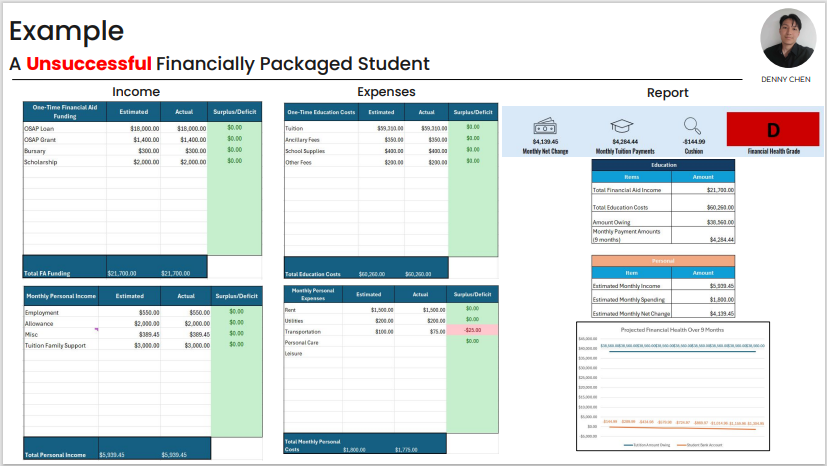 Example
A Unsuccessful Financially Packaged Student
DENNY CHEN
Income
One-Time Financial Aid Funding Estimated Actual Surplus/Deficit
OSAP Loan $18,000.00 $18,000.00 $0.00
OSAP Grant $1,400.00 $1,400.00 $0.00
Bursary $300.00 $300.00 $0.00
Scholarship $2,000.00 $2,000.00 $0.00
Total FA Funding $21,700.00 $21,700.00
Monthly Personal Income Estimated Actual Surplus/Deficit
Employment $550.00 $550.00 $0.00
Allowance $2,000.00 $2,000.00 $0.00
Misc $389.45 $389.45 $0.00
Tuition Family Support $3,000.00 $3,000.00 $0.00
Total Personal Income $5,939.45 $5,939.45
Expenses
One-Time Education Costs Estimated Actual Surplus/Deficit
Tuition $59,310.00 $59,310.00 $0.00
Ancillary Fees $350.00 $350.00 $0.00
School Supplies $400.00 $400.00 $0.00
Other Fees $200.00 $200.00 $0.00
Total Education Costs $60,260.00 $60,260.00
Monthly Personal Expenses Estimated Actual Surplus/Deficit
Rent $1,500.00 $1,500.00 $0.00
Utilities $200.00 $200.00 $0.00
Transportation $100.00 $75.00 -$25.00
Personal Care $0.00
Leisure
Total Monthly Personal Costs $1,800.00 $1,775.00
Report
$4,139.45 $4,284.44 -$144.99 D
Monthly Net Change Monthly Tuition Payments Cushion Financial Health Grade
Education
Items Amount
Total Financial Aid Income $21,700.00
Total Education Costs $60,260.00
Amount Owing $38,560.00
Monthly Payment Amounts (9 months) $4,284.44
Personal
Item Amount
Estimated Monthly Income $5,939.45
Estimated Monthly Spending $1,800.00
Estimated Monthly Net Change $4,139.45
Projected Financial Health Over 9 Months
$45,000.00
$40,000.00
$35,000.00
$30,000.00
$25,000.00
$20,000.00
$15,000.00
$10,000.00
$5,000.00
$0.00
-$5,000.00
Tuition Amount Owing Student Bank Account